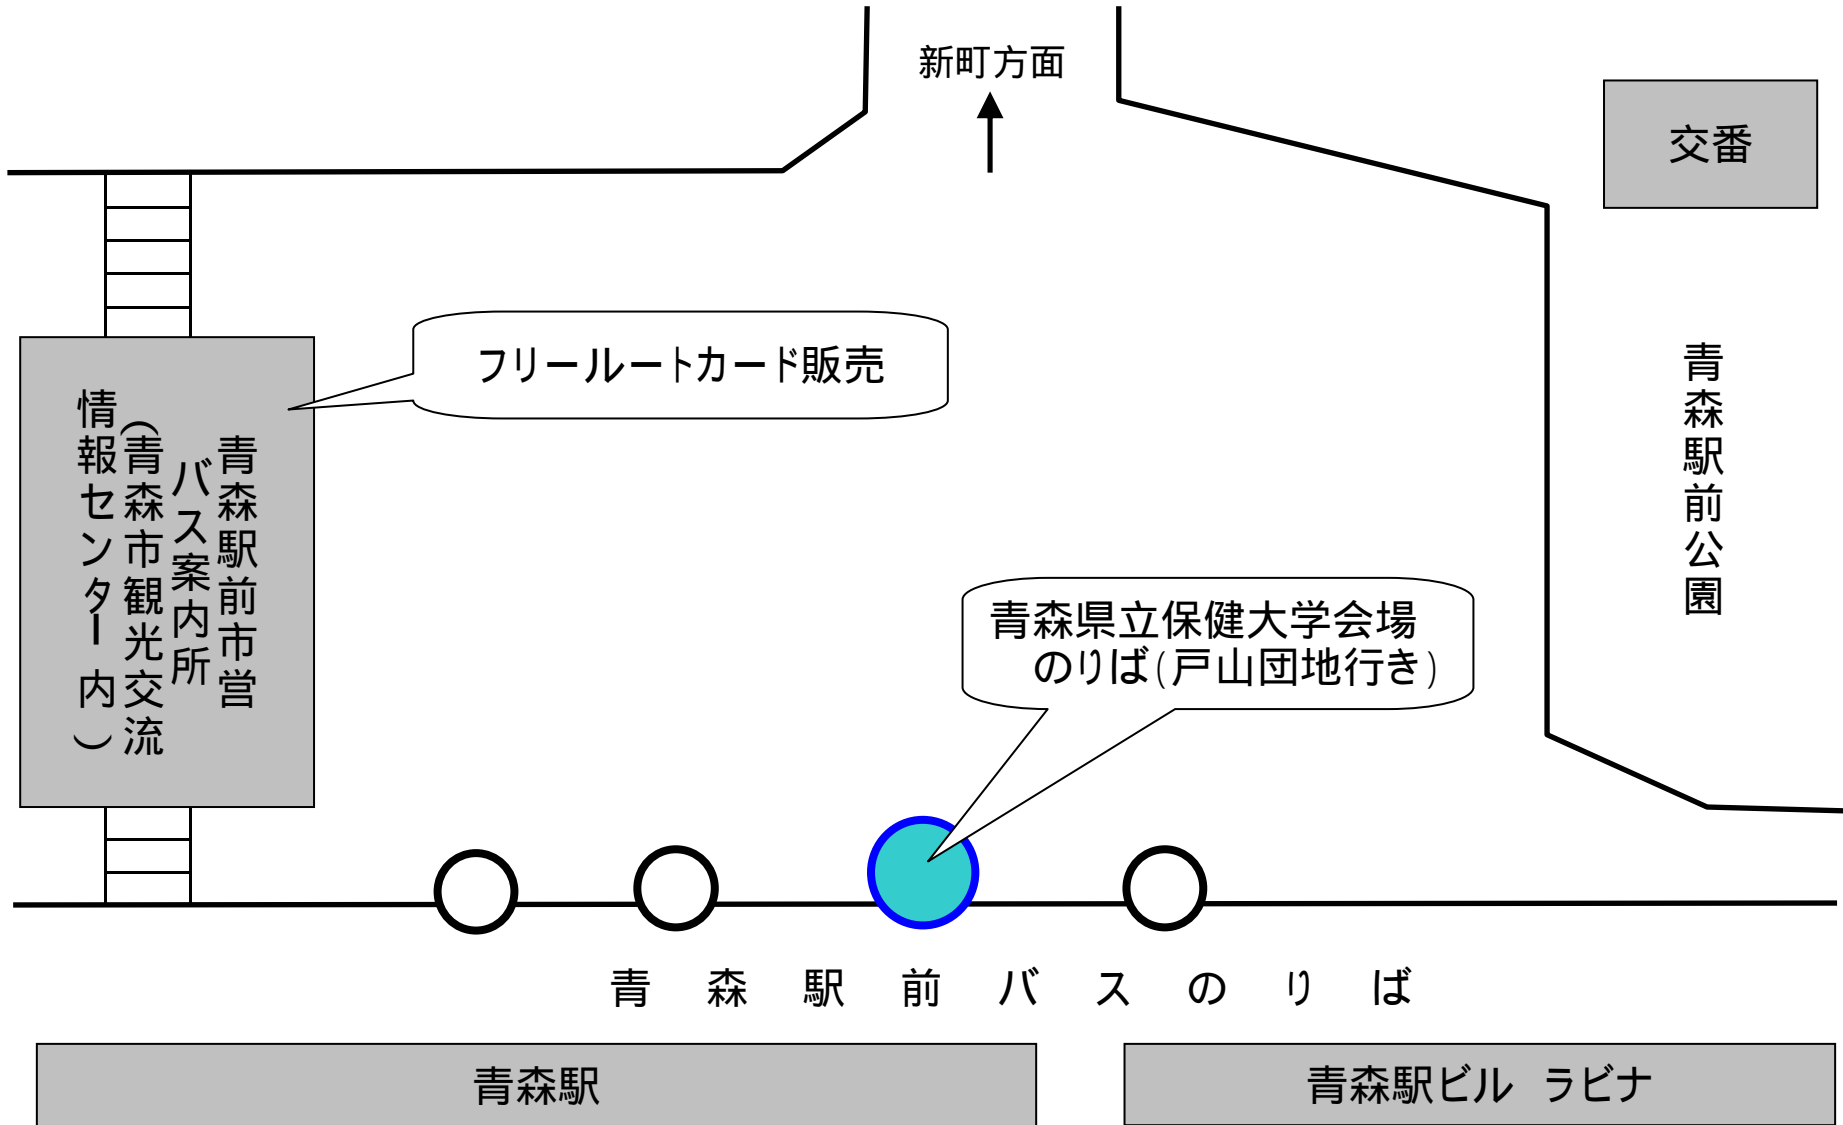 新町方面
交番
フリールートカード販売
青森駅前市営
バス案内所
(青森市観光交流
情報センター内)
青森駅前公園
青森県立保健大学会場
のりば(戸山団地行き)
青森駅前バスのりば
青森駅
青森駅ビル ラビナ